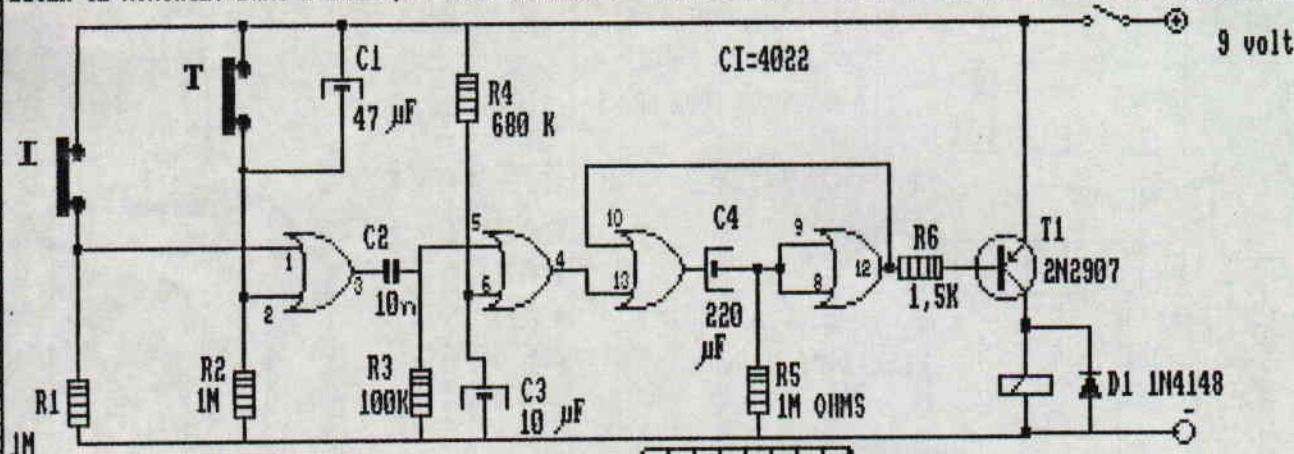 9 volt
CI=4022
C1
47 µF
T
R4
680 K
I
10
C4
9
R6
T1
2N2907
5
1
C2
4
12
3
6
13
8
1,5K
10n
2
220
µF
R2
1M
R3
100K
C3
10 µF
R5
1M OHMS
D1 1N4148
R1
1M
+
-